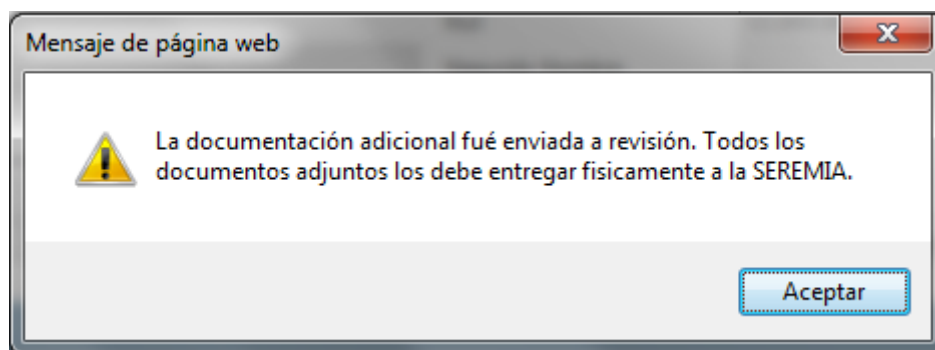 Mensaje de página web
La documentación adicional fué enviada a revisión. Todos los
documentos adjuntos los debe entregar fisicamente a la SEREMIA.
Aceptar